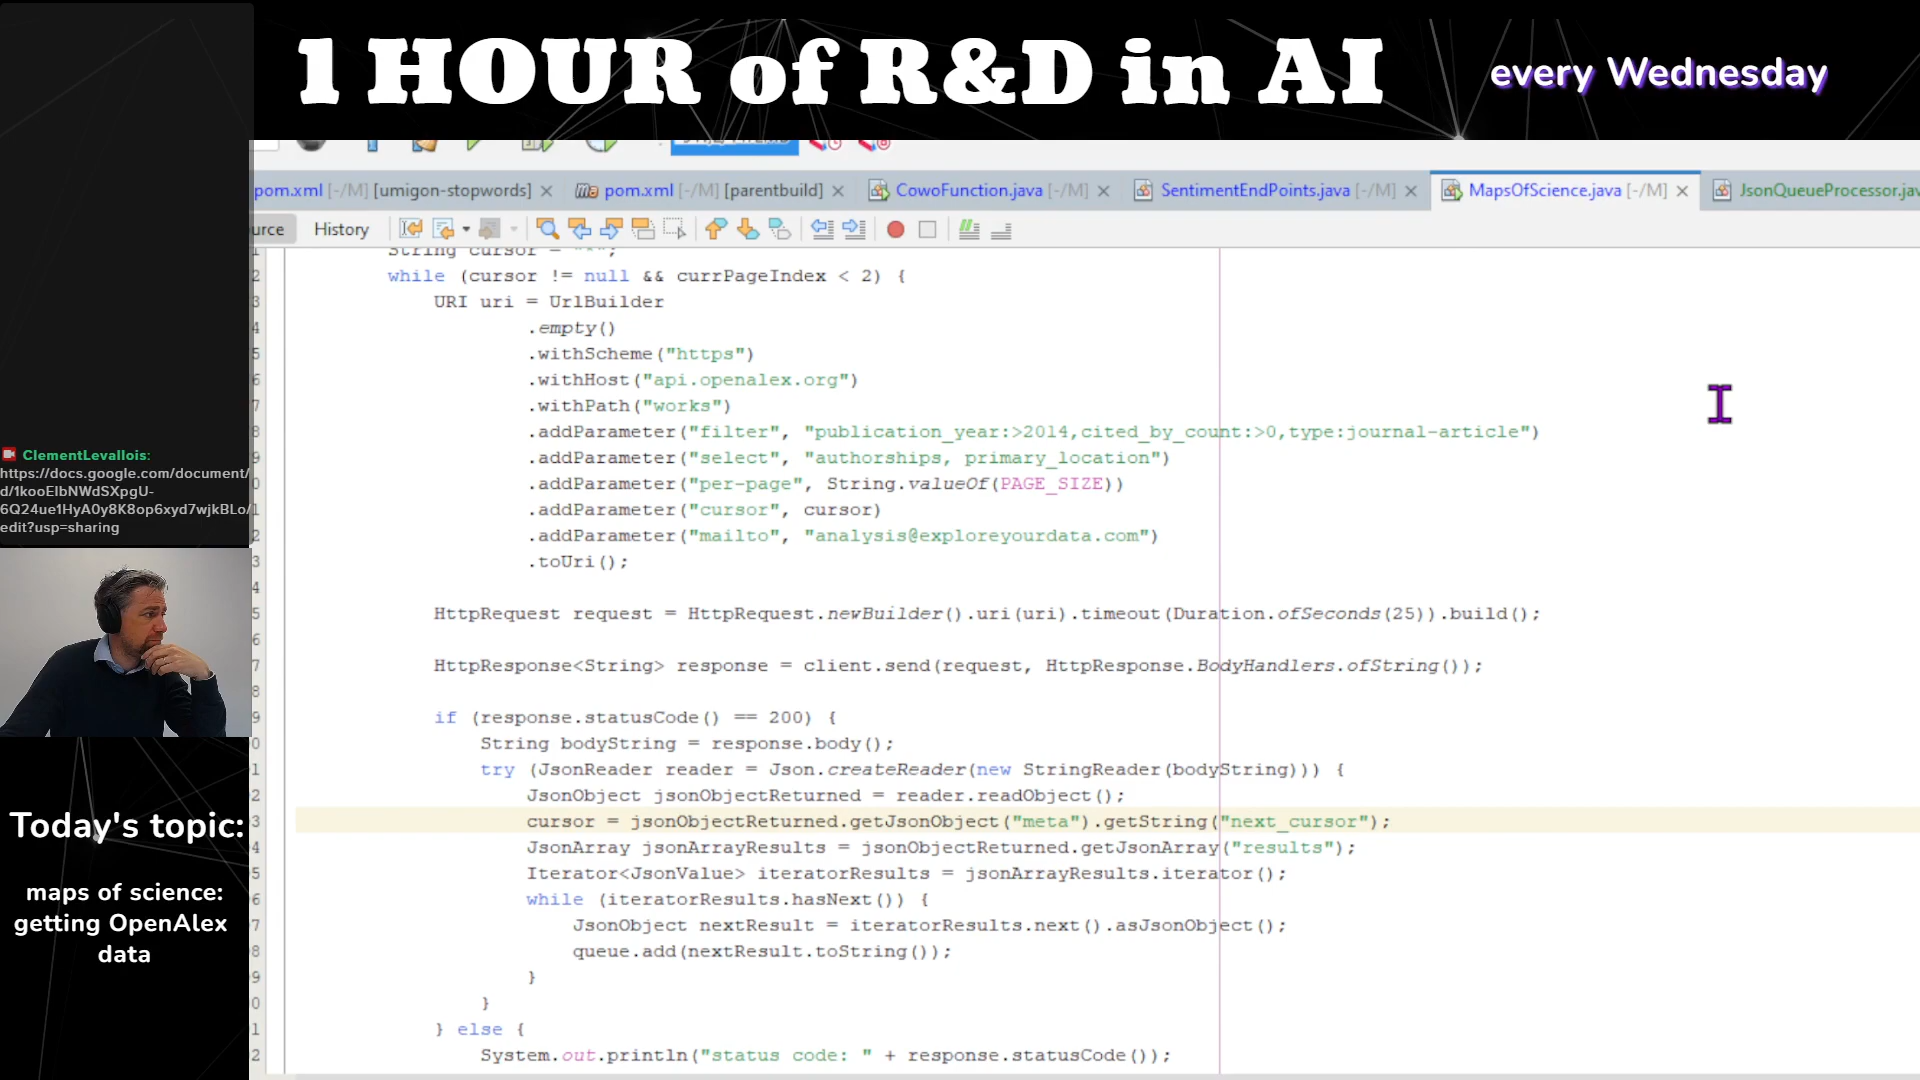 1 HOUR of R&D in AI
every Wednesday
pom.xml [-/M] [umigon-stopwords]
pom.xml [-/M] [parentbuild]
CowoFunction.java [-/M]
SentimentEndPoints.java [-/M]
MapsOfScience.java [-/M]
JsonQueueProcessor.jav
urce
History
String cursor = "*";
while (cursor != null && currPageIndex < 2) {
URI uri = UrlBuilder
.empty()
.withScheme("https")
.withHost("api.openalex.org")
.withPath("works")
.addParameter("filter", "publication_year:>2014,cited_by_count:>0,type:journal-article")
.addParameter("select", "authorships, primary_location")
.addParameter("per-page", String.valueOf(PAGE_SIZE))
.addParameter("cursor", cursor)
.addParameter("mailto", "analysis@exploreyourdata.com")
.toUri();
HttpRequest request = HttpRequest.newBuilder().uri(uri).timeout(Duration.ofSeconds(25)).build();
HttpResponse<String> response = client.send(request, HttpResponse.BodyHandlers.ofString());
if (response.statusCode() == 200) {
String bodyString = response.body();
try (JsonReader reader = Json.createReader(new StringReader(bodyString))) {
JsonObject jsonObjectReturned = reader.readObject();
cursor = jsonObjectReturned.getJsonObject("meta").getString("next_cursor");
JsonArray jsonArrayResults = jsonObjectReturned.getJsonArray("results");
Iterator<JsonValue> iteratorResults = jsonArrayResults.iterator();
while (iteratorResults.hasNext()) {
JsonObject nextResult = iteratorResults.next().asJsonObject();
queue.add(nextResult.toString());
}
}
} else {
System.out.println("status code: " + response.statusCode());
ClementLevallois:
https://docs.google.com/document/
d/1kooEIbNWdSXpgU-
6Q24ue1HyA0y8K8op6xyd7wjkBLo/
edit?usp=sharing
Today's topic:
maps of science:
getting OpenAlex
data